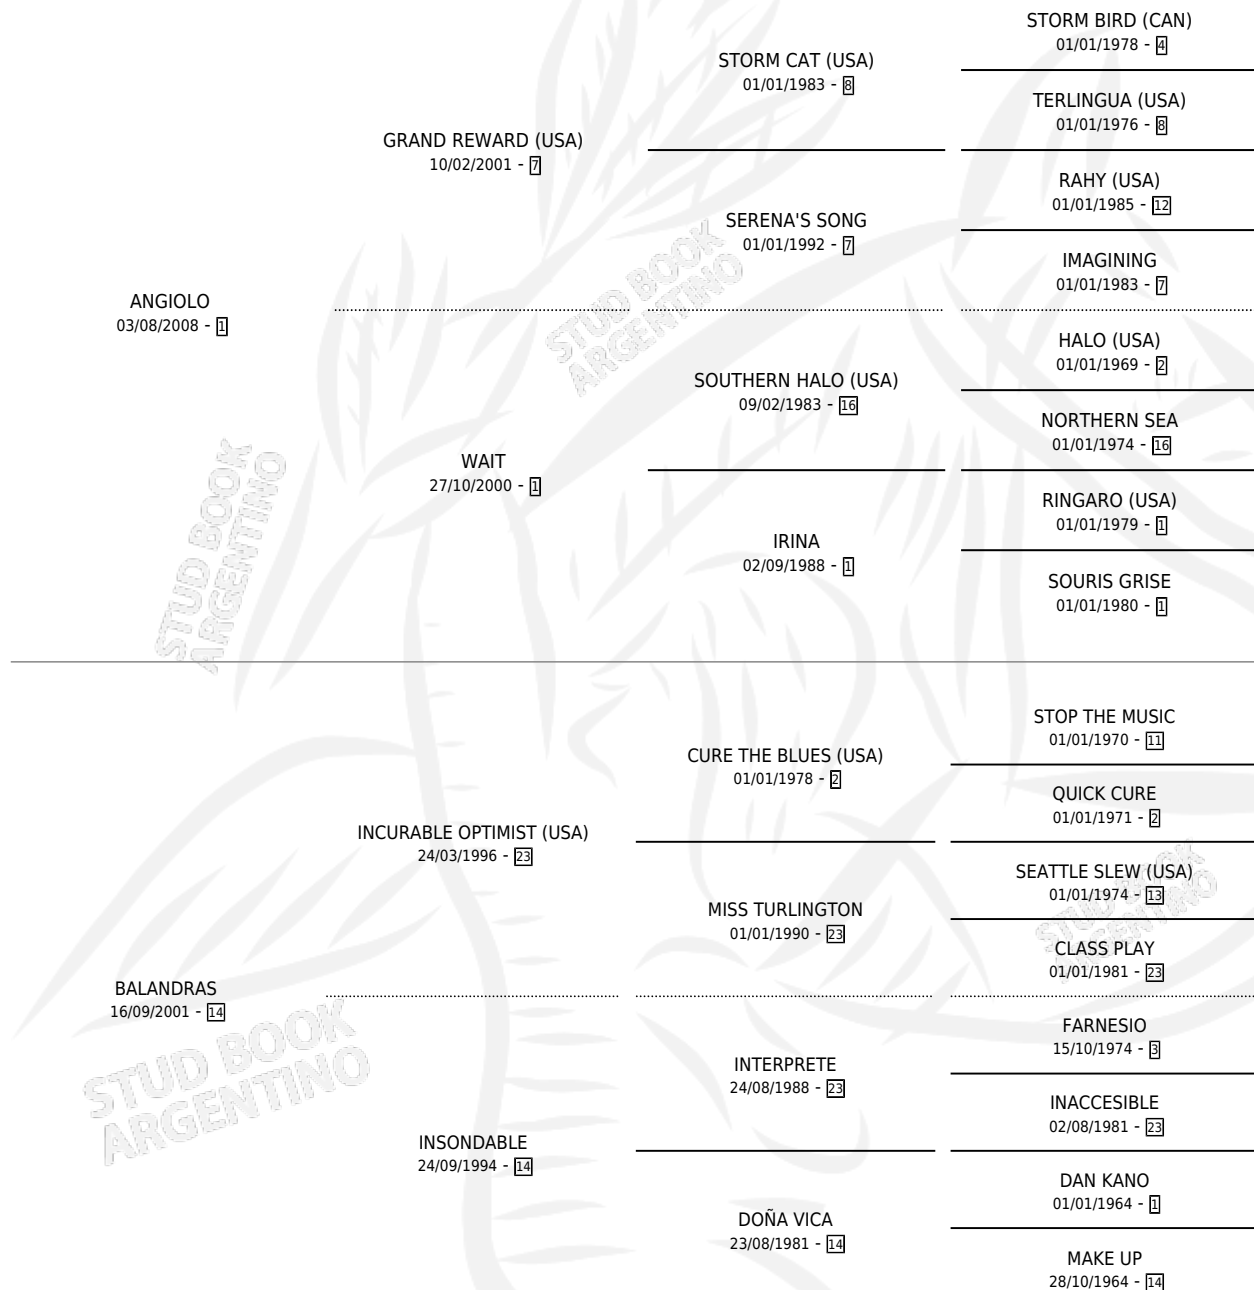 STORM BIRD (CAN)
01/01/1978 - 4
STORM CAT (USA)
01/01/1983 - 8
TERLINGUA (USA)
01/01/1976 - 8
GRAND REWARD (USA)
10/02/2001 - 7
RAHY (USA)
01/01/1985 - 12
SERENA'S SONG
01/01/1992 - 7
IMAGINING
01/01/1983 - 7
ANGIOLO
03/08/2008 - 1
HALO (USA)
01/01/1969 - 2
SOUTHERN HALO (USA)
09/02/1983 - 16
NORTHERN SEA
01/01/1974 - 16
WAIT
27/10/2000 - 1
RINGARO (USA)
01/01/1979 - 1
IRINA
02/09/1988 - 1
SOURIS GRISE
01/01/1980 - 1
STUD BOOK
ARGENTINO
STUD BOOK
ARGENTINO
STOP THE MUSIC
01/01/1970 - 11
CURE THE BLUES (USA)
01/01/1978 - 2
QUICK CURE
01/01/1971 - 2
INCURABLE OPTIMIST (USA)
24/03/1996 - 23
SEATTLE SLEW (USA)
01/01/1974 - 13
MISS TURLINGTON
01/01/1990 - 23
CLASS PLAY
01/01/1981 - 23
STUD BOOK
ARGENTINO
BALANDRAS
16/09/2001 - 14
FARNESIO
15/10/1974 - 3
INTERPRETE
24/08/1988 - 23
INACCESIBLE
02/08/1981 - 23
INSONDABLE
24/09/1994 - 14
DAN KANO
01/01/1964 - 1
DOÑA VICA
23/08/1981 - 14
MAKE UP
28/10/1964 - 14
STUD BOOK
ARGENTINO